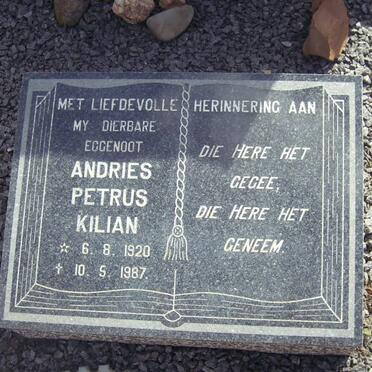 MET LIEFDEVOLLE HERINNERING AAN
MY DIERBARE
EGGENOOT
ANDRIES
PETRUS
KILIAN
☆ 6. 8. 1920
✝ 10. 5. 1987
DIE HERE HET
GEGEE,
DIE HERE HET
GENEEM.